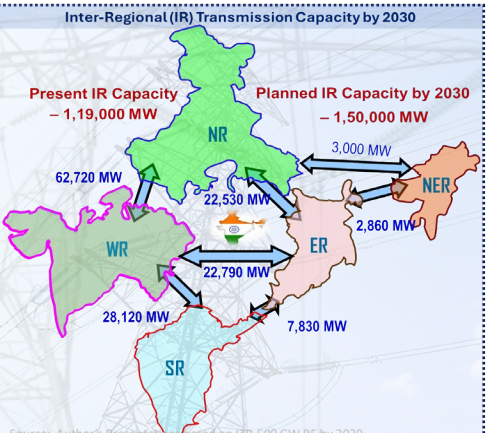 Inter-Regional (IR) Transmission Capacity by 2030
Present IR Capacity
– 1,19,000 MW
Planned IR Capacity by 2030
– 1,50,000 MW
NR
3,000 MW
62,720 MW
22,530 MW
NER
2,860 MW
WR
ER
22,790 MW
28,120 MW
7,830 MW
SR